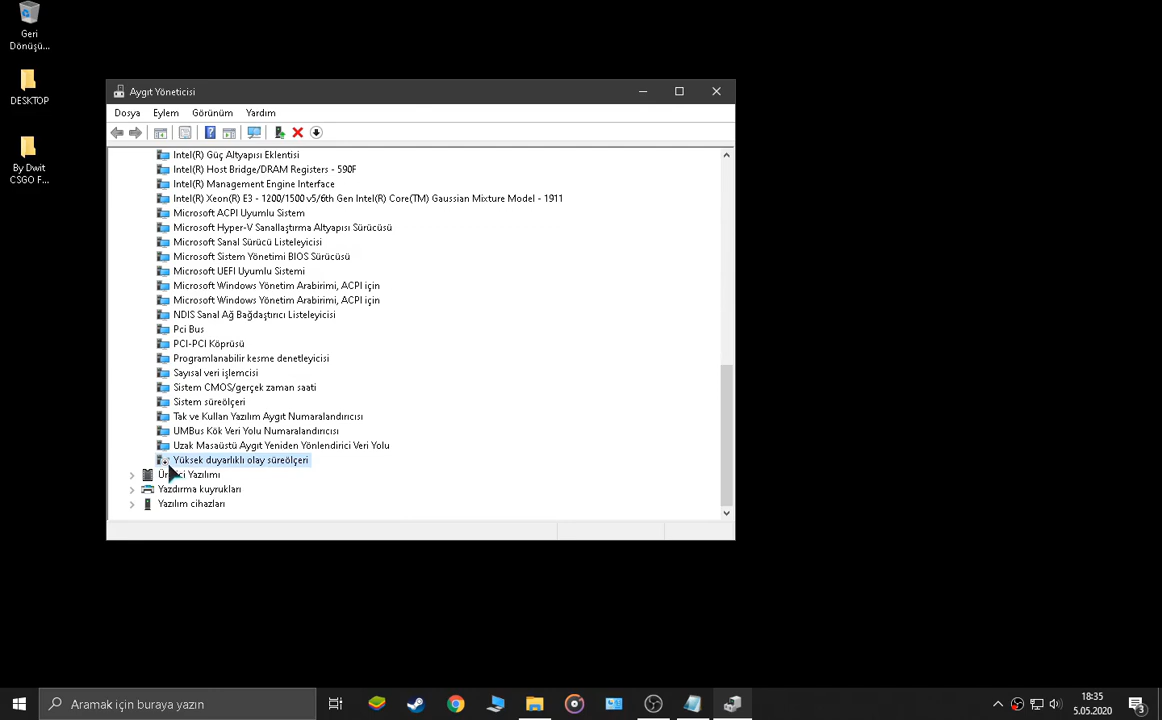 Geri
Dönüşü...
DESKTOP
By Dwit
CSGO F...
Aygıt Yöneticisi
Dosya Eylem Görünüm Yardım
Intel(R) Güç Altyapısı Eklentisi
Intel(R) Host Bridge/DRAM Registers - 590F
Intel(R) Management Engine Interface
Intel(R) Xeon(R) E3 - 1200/1500 v5/6th Gen Intel(R) Core(TM) Gaussian Mixture Model - 1911
Microsoft ACPI Uyumlu Sistem
Microsoft Hyper-V Sanallaştırma Altyapısı Sürücüsü
Microsoft Sanal Sürücü Listeleyicisi
Microsoft Sistem Yönetimi BIOS Sürücüsü
Microsoft UEFI Uyumlu Sistemi
Microsoft Windows Yönetim Arabirimi, ACPI için
Microsoft Windows Yönetim Arabirimi, ACPI için
NDIS Sanal Ağ Bağdaştırıcı Listeleyicisi
Pci Bus
PCI-PCI Köprüsü
Programlanabilir kesme denetleyicisi
Sayısal veri işlemcisi
Sistem CMOS/gerçek zaman saati
Sistem süreölçeri
Tak ve Kullan Yazılım Aygıt Numaralandırıcısı
UMBus Kök Veri Yolu Numaralandırıcısı
Uzak Masaüstü Aygıt Yeniden Yönlendirici Veri Yolu
Yüksek duyarlıklı olay süreölçeri
Yazılımı
Yazdırma kuyrukları
Yazılım cihazları
Aramak için buraya yazın
18:35
5.05.2020
3